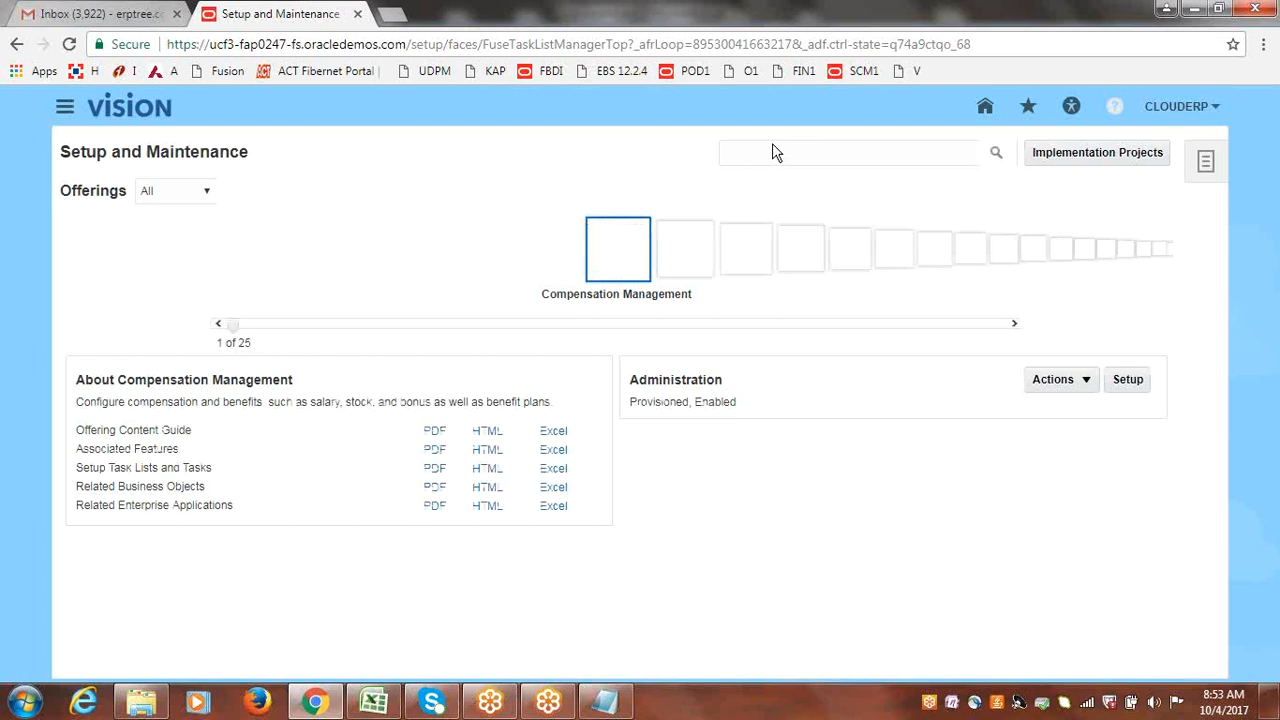 Inbox (3,922) - erptree.c
Setup and Maintenance
Secure
https://ucf3-fap0247-fs.oracledemos.com/setup/faces/FuseTaskListManagerTop?_afrLoop=89530041663217&_adf.ctrl-state=q74a9ctqo_68
Apps H I A Fusion ACT Fibernet Portal UDPM KAP FBDI EBS 12.2.4 POD1 O1 FIN1 SCM1 V
VISION
CLOUDERP
Setup and Maintenance
Implementation Projects
Offerings All
Compensation Management
1 of 25
About Compensation Management
Configure compensation and benefits, such as salary, stock, and bonus as well as benefit plans.
Offering Content Guide PDF HTML Excel
Associated Features PDF HTML Excel
Setup Task Lists and Tasks PDF HTML Excel
Related Business Objects PDF HTML Excel
Related Enterprise Applications PDF HTML Excel
Administration
Actions Setup
Provisioned, Enabled
8:53 AM
10/4/2017